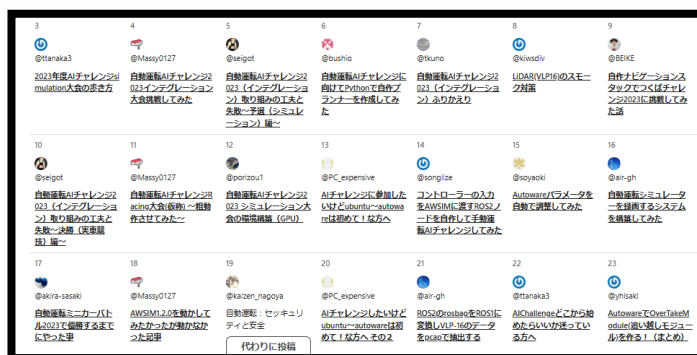 3
4
5
6
7
8
9
@ttanaka3
@Massy0127
@seigot
@bushio
@tkuno
@kiwsdiv
@BEIKE
2023年度AIチャレンジsi
mulation大会の歩き方
自動運転AIチャレンジ2
023インテグレーション
大会挑戦してみた
自動運転AIチャレンジ2
023（インテグレーショ
ン）取り組みの工夫と
失敗～予選（シミュレ
ーション）編～
自動運転AIチャレンジに
向けてPythonで自作プ
ランナーを作成してみ
た
自動運転AIチャレンジ2
023（インテグレーショ
ン）ふりかえり
LiDAR(VLP16)のスモー
ク対策
自作ナビゲーションス
タックでつくばチャレ
ンジ2023に挑戦してみ
た話
10
11
12
13
14
15
16
@seigot
@Massy0127
@porizou1
@PC_expensive
@songlize
@soyaoki
@air-gh
自動運転AIチャレンジ2
023（インテグレーショ
ン）取り組みの工夫と
失敗～決勝（実車競
技）編～
自動運転AIチャレンジR
acing大会(仮称) ～粗動
作させてみた～
自動運転AIチャレンジ2
023 シミュレーション大
会の環境構築（GPU）
AIチャレンジに参加した
いけどubuntu～autowa
reは初めて！な方へ
コントローラーの入力
をAWSIMに渡すROS2ノ
ードを自作して手動運
転AIチャレンジしてみた
Autowareパラメータを
自動で調整してみた
自動運転シミュレータ
ーを録画するシステム
を構築してみた
17
18
19
20
21
22
23
@akira-sasaki
@Massy0127
@kaizen_nagoya
@PC_expensive
@air-gh
@ttanaka3
@yhisaki
自動運転ミニカーバト
ル2023で優勝するまで
にやった事
AWSIM1.2.0を動かして
みたかったが動かなか
った記事
自動運転：セッキュリ
ティと安全
代わりに投稿
AIチャレンジしたいけど
ubuntu～autowareは初
めて！な方へ その２
ROS2のrosbagをROS1に
変換しVLP-16のデータ
をpcapで抽出する
AIChallengeどこから始
めたらいいか迷ってい
る方へ
AutowareでOverTakeM
odule(追い越しモジュー
ル)を作る！（まとめ）